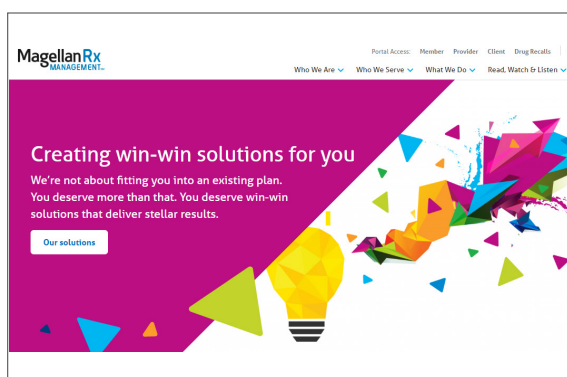 MagellanRx
MANAGEMENT
Portal Access: Member Provider Client Drug Recalls
Who We Are Who We Serve What We Do Read, Watch & Listen
Creating win-win solutions for you
We're not about fitting you into an existing plan.
You deserve more than that. You deserve win-win
solutions that deliver stellar results.
Our solutions